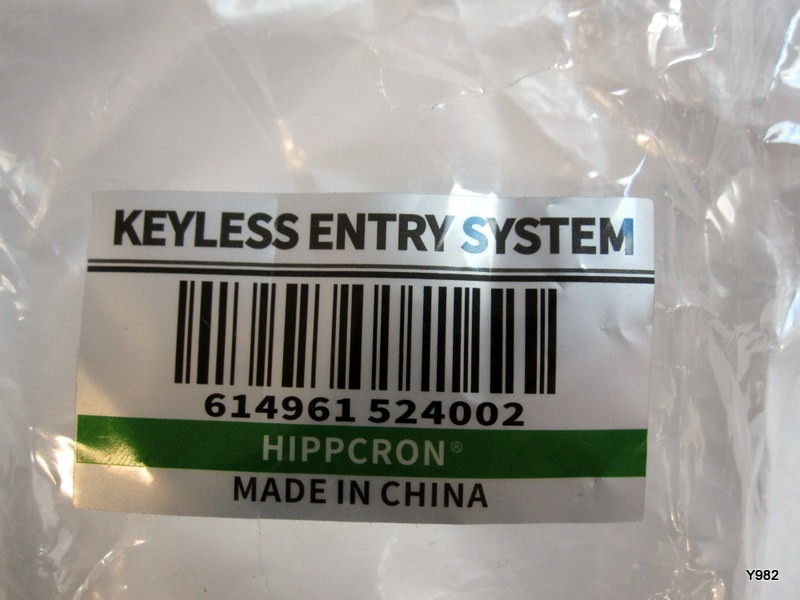 KEYLESS ENTRY SYSTEM
614961 524002
HIPPCRON®
MADE IN CHINA
Y982